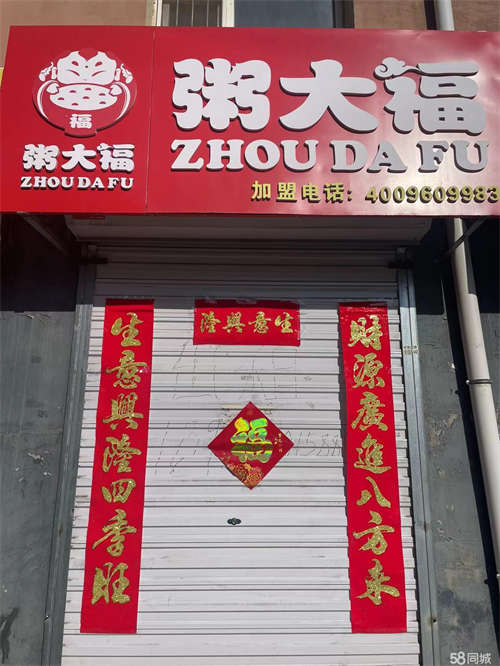 福
粥大福
ZHOU DA FU
粥大福
ZHOU DA FU
加盟电话：4009609983
生意興隆
財源廣進八方来
生意興隆四季旺
福
58同城